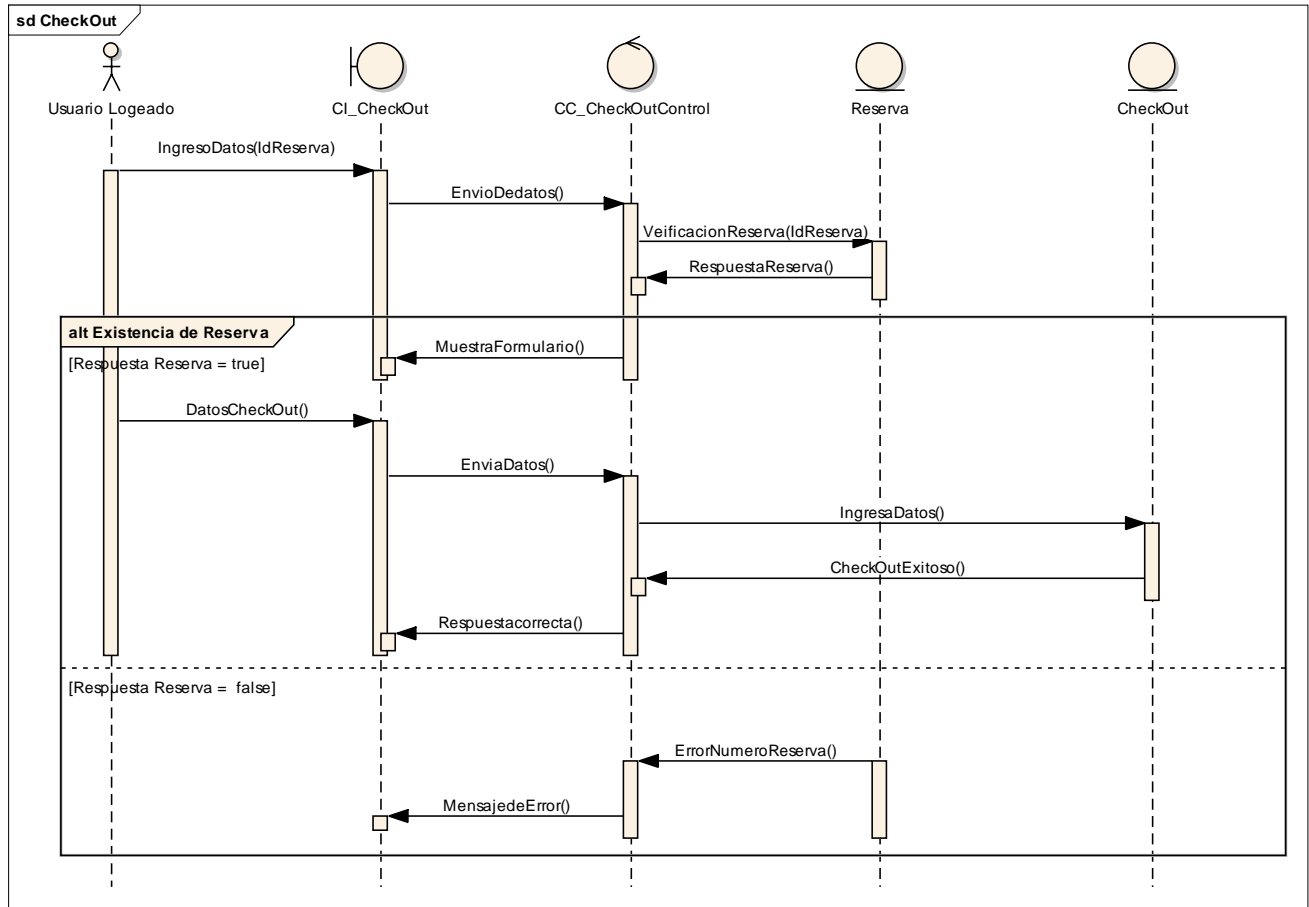 sd CheckOut
Usuario Logeado
CI_CheckOut
CC_CheckOutControl
Reserva
CheckOut
IngresoDatos(IdReserva)
EnvioDedatos()
VeificacionReserva(IdReserva)
RespuestaReserva()
alt Existencia de Reserva
MuestraFormulario()
[Respuesta Reserva = true]
DatosCheckOut()
EnviaDatos()
IngresaDatos()
CheckOutExitoso()
Respuestacorrecta()
[Respuesta Reserva = false]
ErrorNumeroReserva()
MensajedeError()